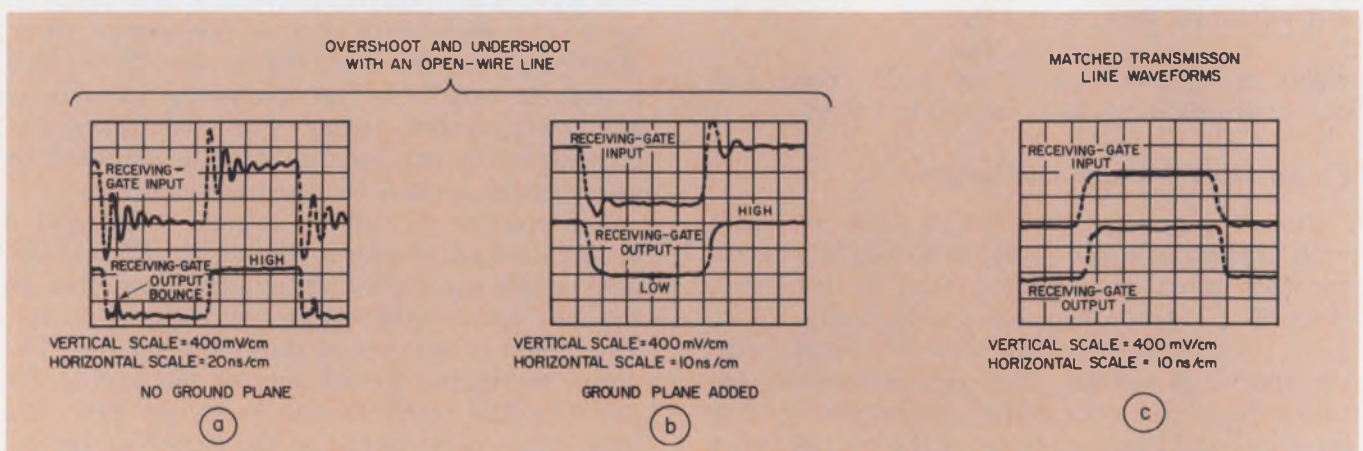 OVERSHOOT AND UNDERSHOOT
WITH AN OPEN-WIRE LINE
MATCHED TRANSMISSON
LINE WAVEFORMS
RECEIVING-
GATE INPUT
RECEIVING-GATE
OUTPUT
BOUNCE
HIGH
VERTICAL SCALE=400mV/cm
HORIZONTAL SCALE=20ns/cm
NO GROUND PLANE
a
RECEIVING-GATE
INPUT
HIGH
RECEIVING-GATE
OUTPUT
LOW
VERTICAL SCALE=400mV/cm
HORIZONTAL SCALE=10ns/cm
GROUND PLANE ADDED
b
RECEIVING-GATE
INPUT
RECEIVING-GATE
OUTPUT
VERTICAL SCALE=400mV/cm
HORIZONTAL SCALE = 10ns/cm
c